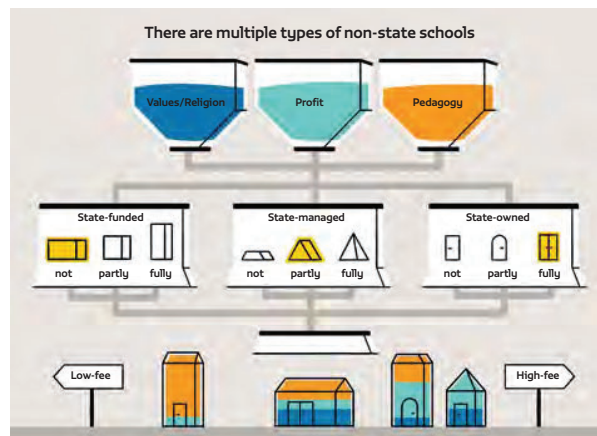 There are multiple types of non-state schools
Values/Religion
Profit
Pedagogy
State-funded
not partly fully
State-managed
not partly fully
State-owned
not partly fully
Low-fee
High-fee